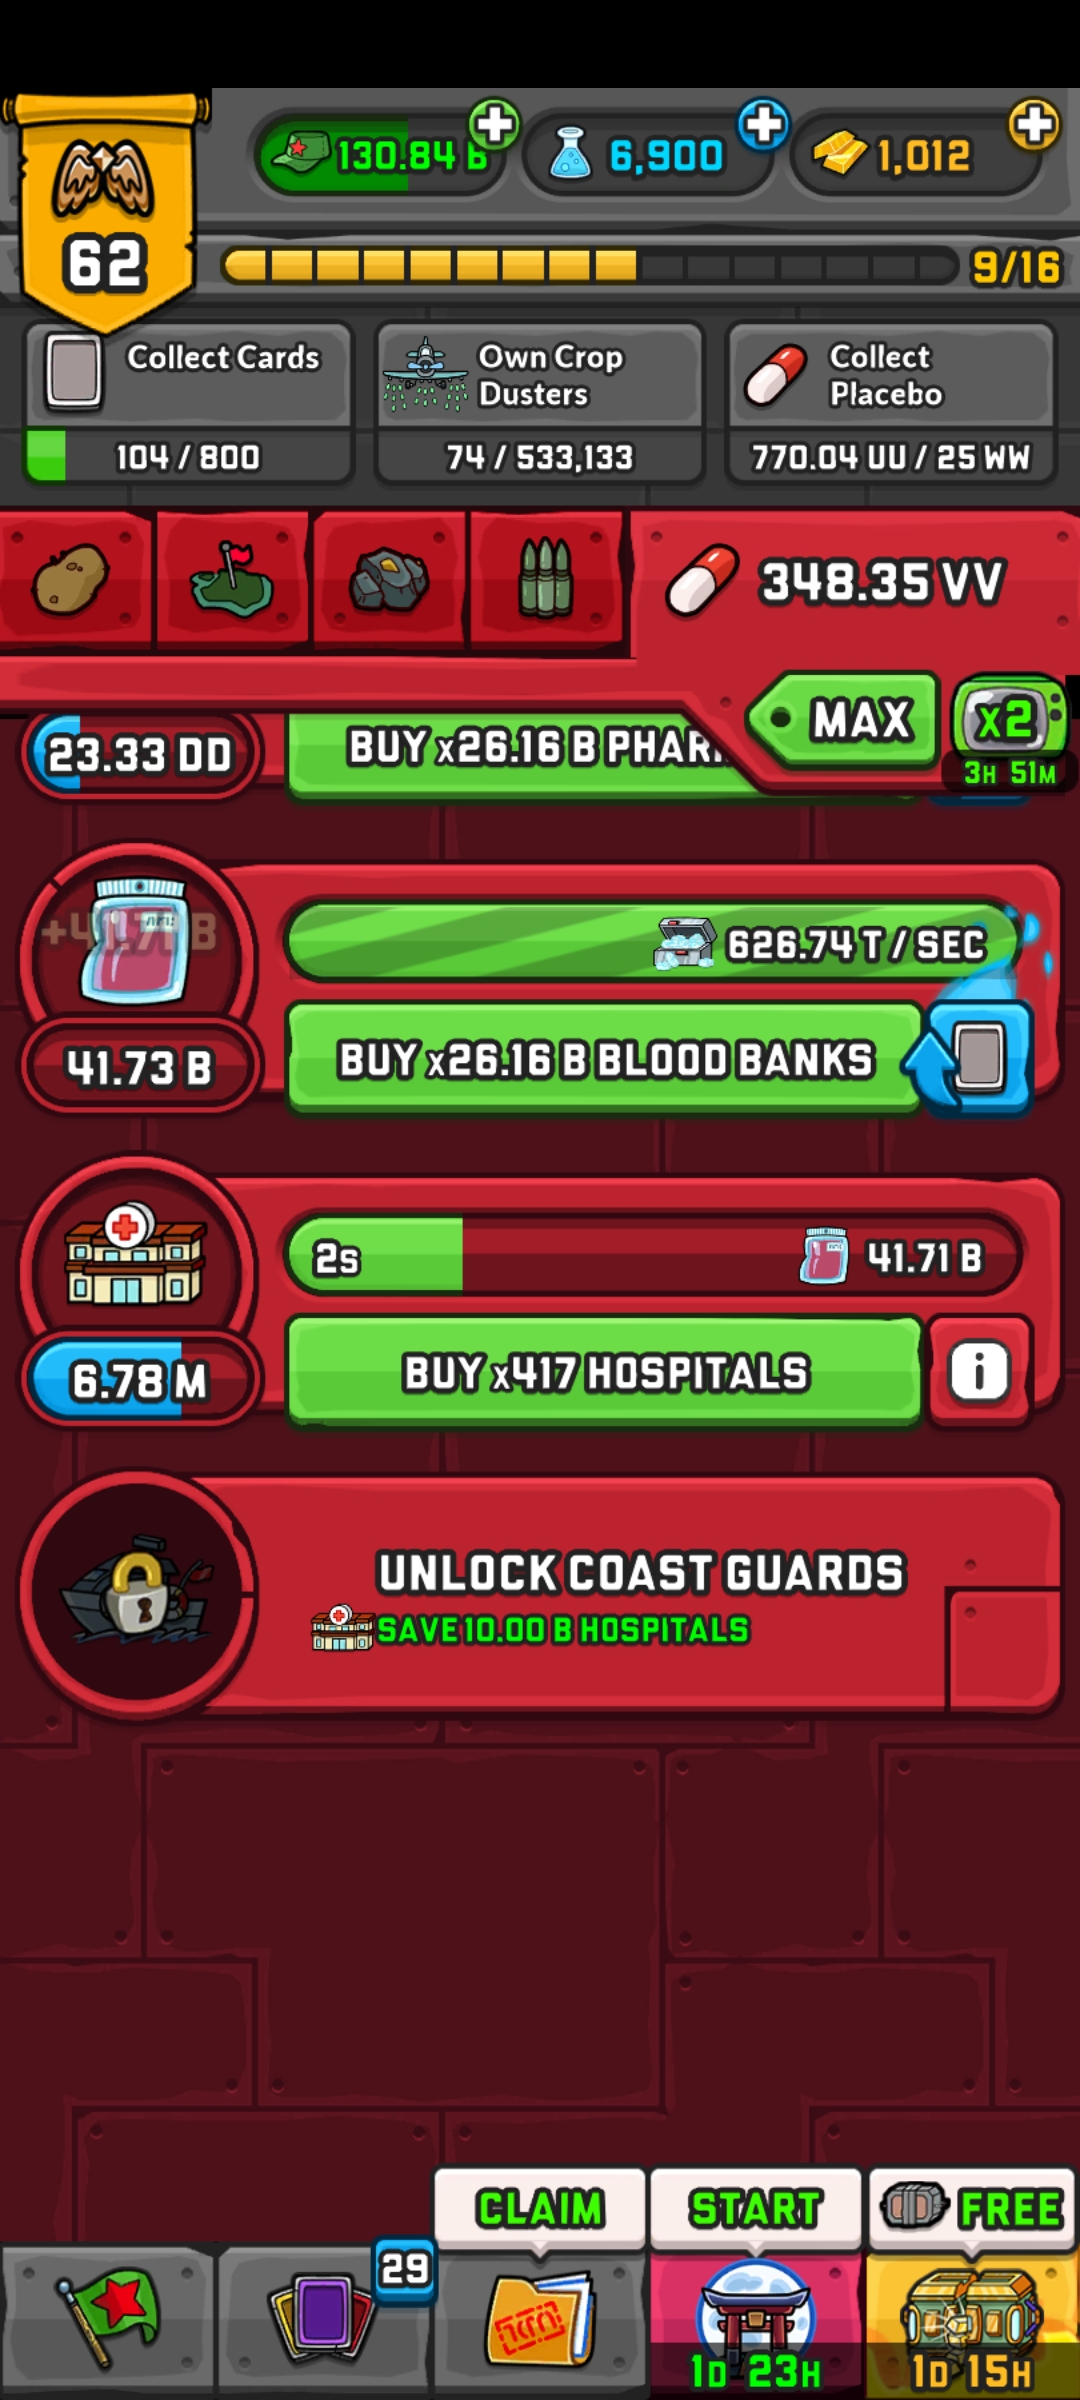 130.84 B
6,900
1,012
62
9/16
Collect Cards
104 / 800
Own Crop
Dusters
74 / 533,133
Collect
Placebo
770.04 UU / 25 WW
348.35 VV
MAX
x2
3H 51M
23.33 DD
BUY x26.16 B
+41.71 B
626.74 T / SEC
41.73 B
BUY x26.16 B BLOOD BANKS
2s
41.71 B
6.78 M
BUY x417 HOSPITALS
i
UNLOCK COAST GUARDS
SAVE 10.00 B HOSPITALS
CLAIM
START
FREE
29
1D 23H
1D 15H